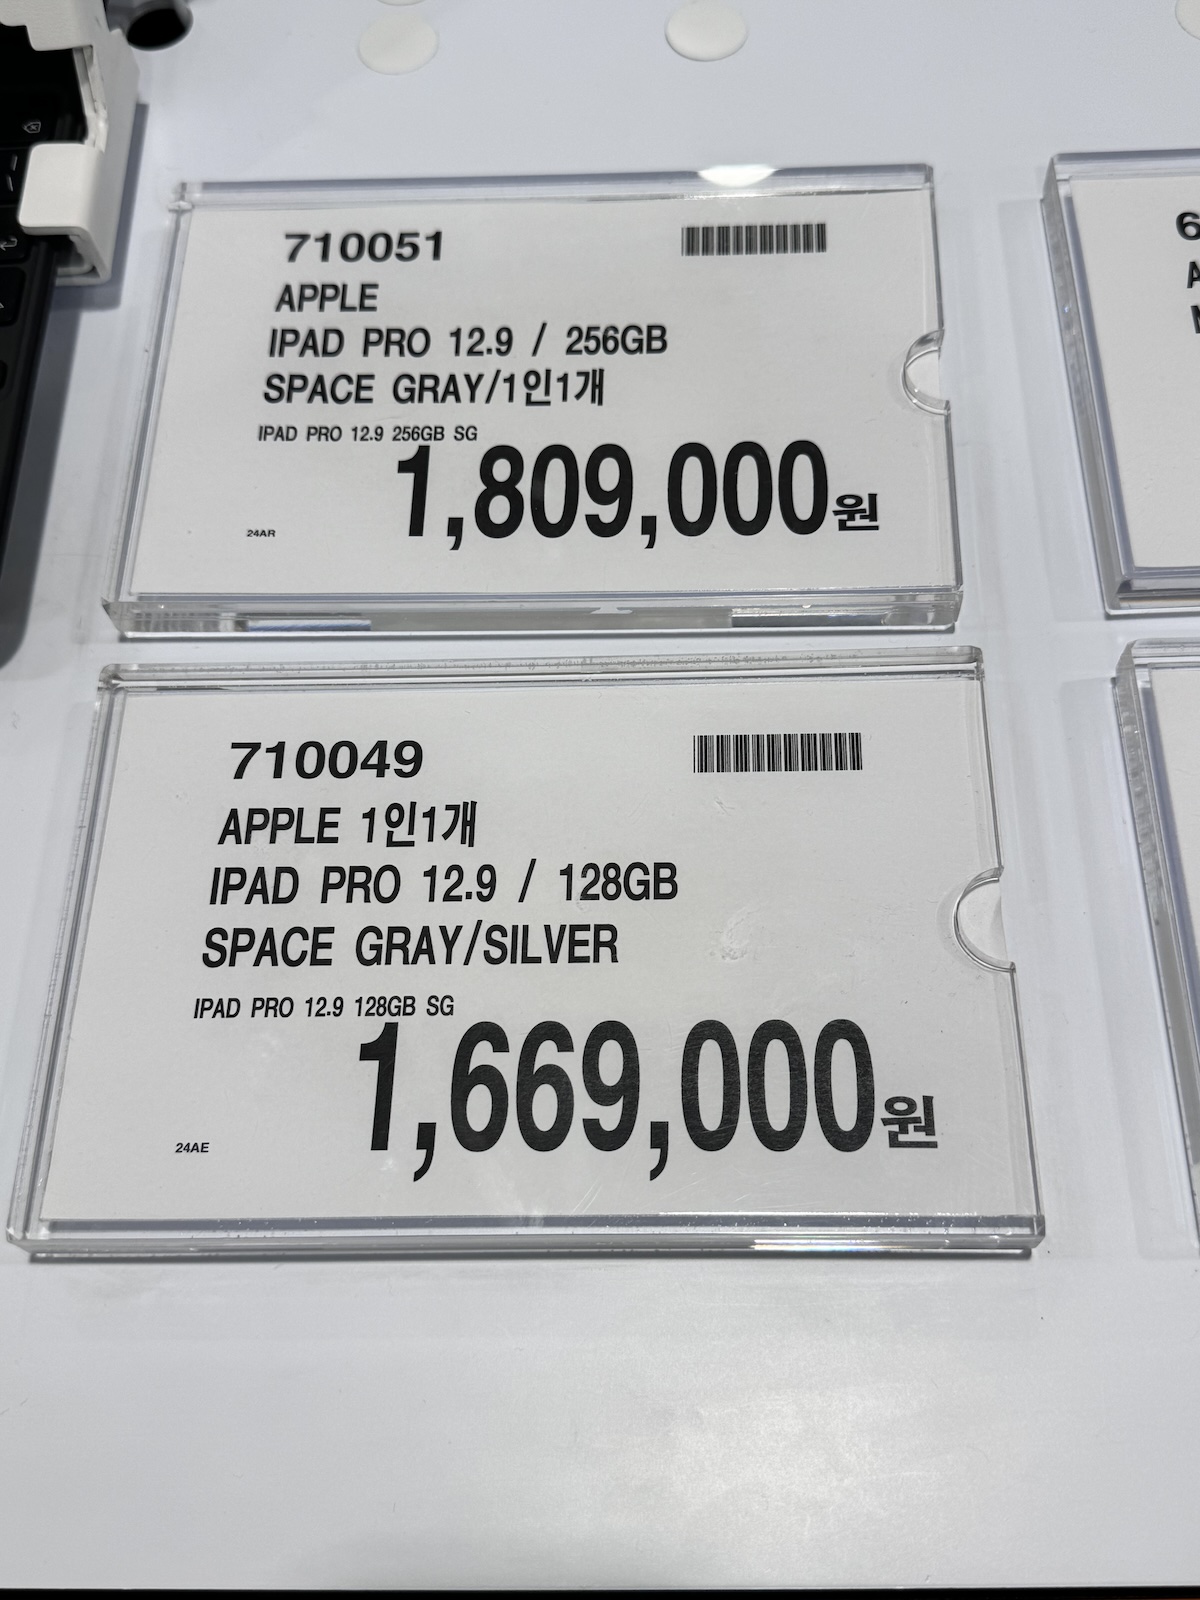 710051
APPLE
IPAD PRO 12.9 / 256GB
SPACE GRAY/1인1개
IPAD PRO 12.9 256GB SG
1,809,000원
24AR
710049
APPLE 1인1개
IPAD PRO 12.9 / 128GB
SPACE GRAY/SILVER
IPAD PRO 12.9 128GB SG
1,669,000원
24AE